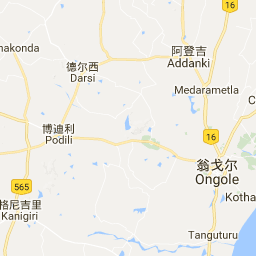 16
nakonda
德尔西
Darsi
阿登吉
Addanki
Medarametla
博迪利
Podili
16
C
翁戈尔
Ongole
565
格尼吉里
Kanigiri
Kotha
Tanguturu
16